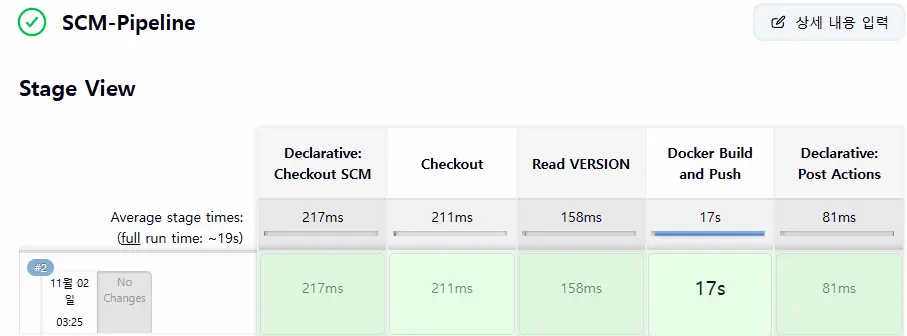 SCM-Pipeline
상세 내용 입력
Stage View
Declarative:
Checkout SCM
Checkout
Read VERSION
Docker Build
and Push
Declarative:
Post Actions
Average stage times:
(full run time: ~19s)
217ms
211ms
158ms
17s
81ms
#2
11월 02
일
03:25
No
Changes
217ms
211ms
158ms
17s
81ms